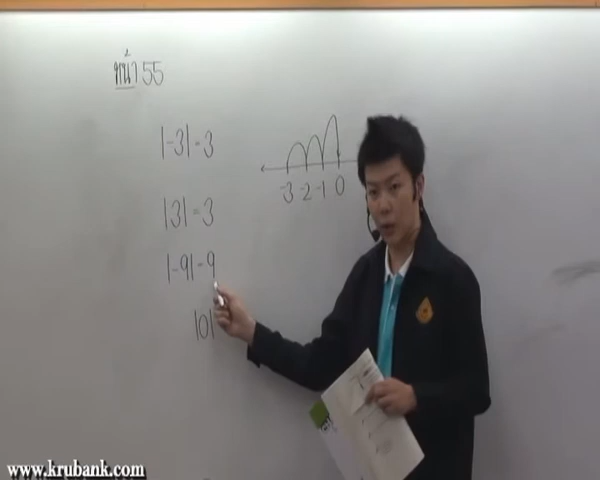 หน้า 55
|-3| = 3
-3 -2 -1 0
|3| = 3
|-9| = 9
|0|
www.krubank.com